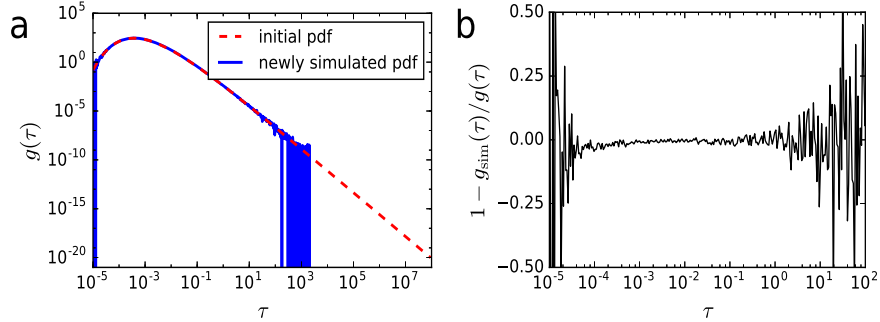 a
10^5
10^0
10^-5
10^-10
10^-15
10^-20
g(τ)
initial pdf
newly simulated pdf
10^-5 10^-3 10^-1 10^1 10^3 10^5 10^7
τ
b
0.50
0.25
0.00
−0.25
−0.50
1 − g_sim(τ)/g(τ)
10^-5 10^-4 10^-3 10^-2 10^-1 10^0 10^1 10^2
τ